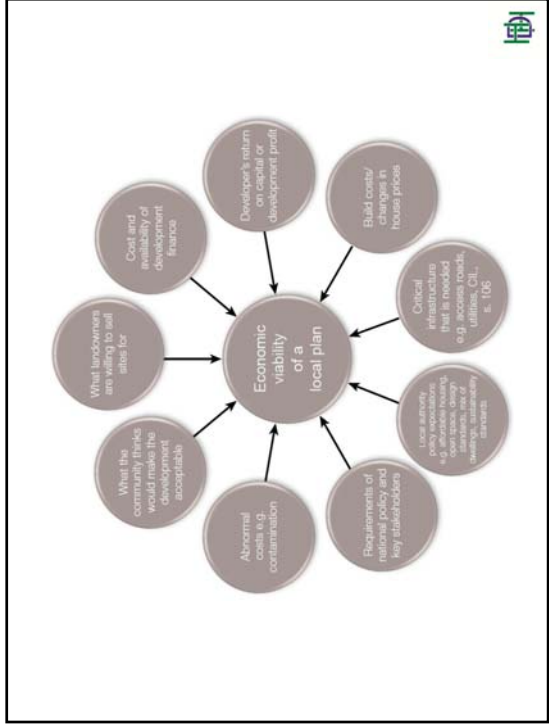 What landowners
are willing to sell
sites for
Cost and
availability of
development
finance
Developer's return
on capital or
development profit
Build costs/
changes in
house prices
Critical
infrastructure
that is needed
e.g. access roads,
utilities, CIL,
s. 106
Local authority
policy expectations
e.g. affordable housing,
open space, design
standards, mix of
dwellings, sustainability
standards
Requirements of
national policy and
key stakeholders
Abnormal
costs e.g.
contamination
What the
community thinks
would make the
development
acceptable
Economic
viability
of a
local plan